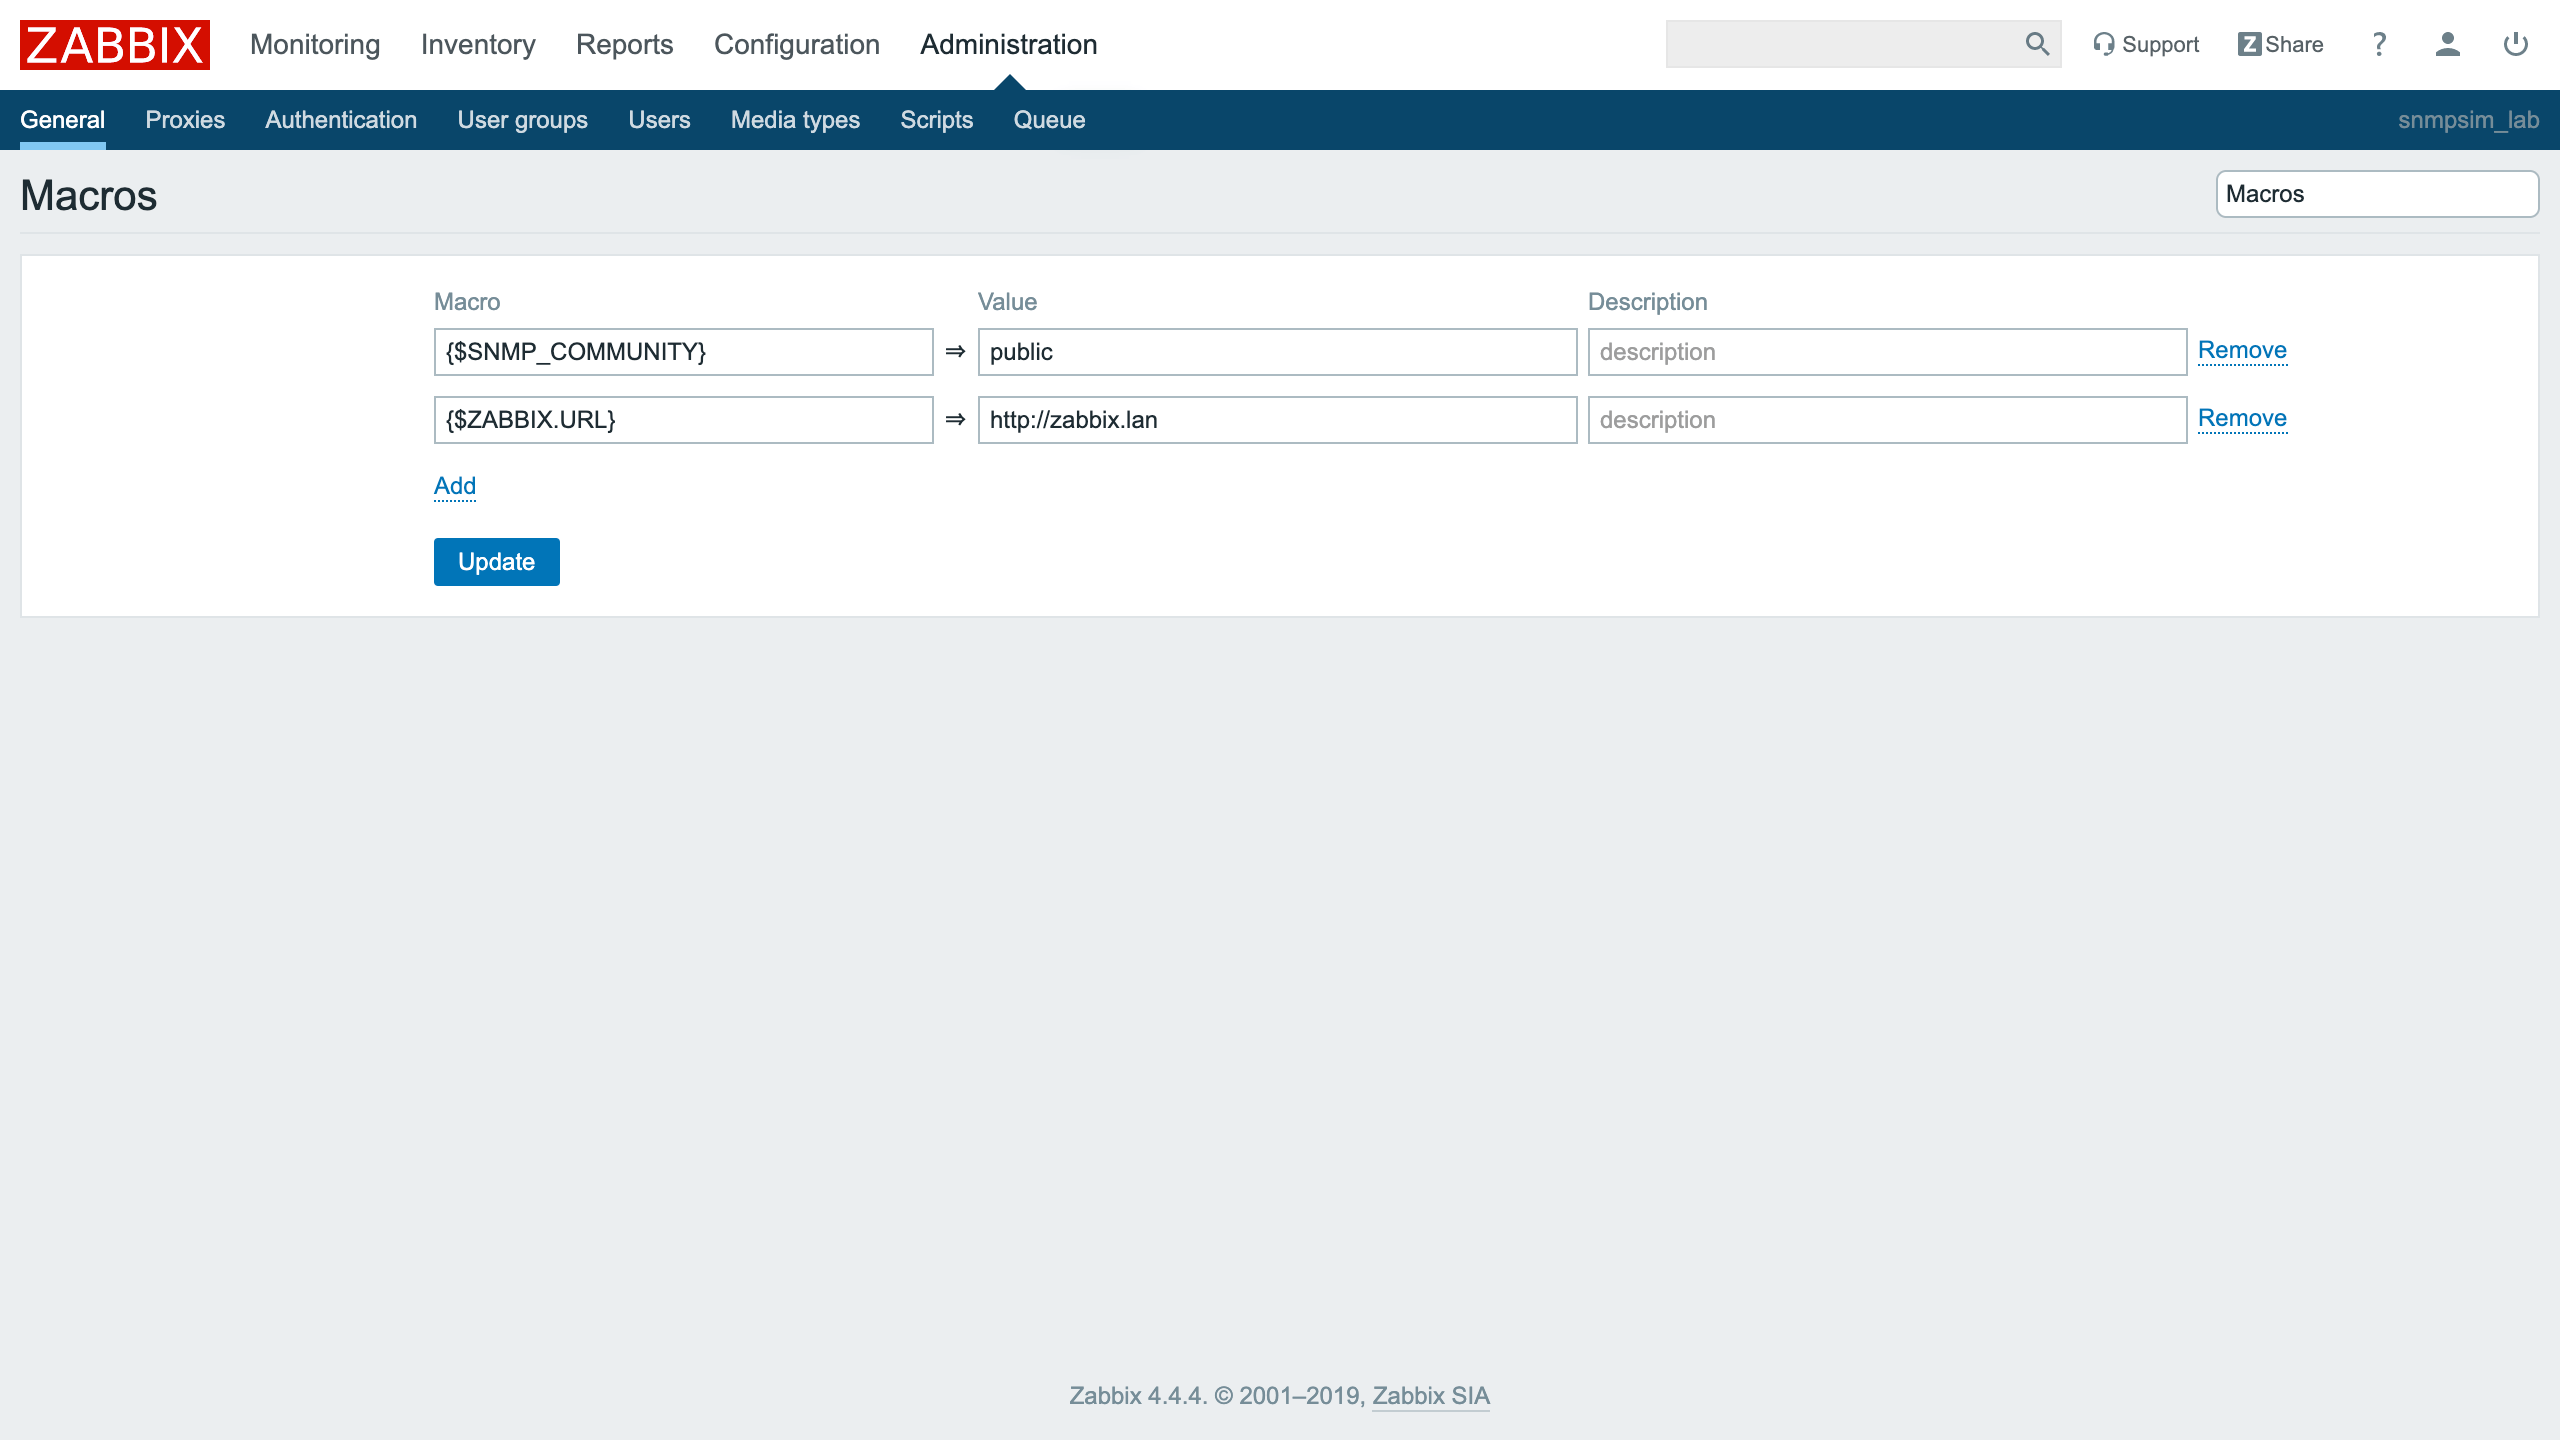 ZABBIX Monitoring Inventory Reports Configuration Administration Support Z Share ?
General Proxies Authentication User groups Users Media types Scripts Queue snmpsim_lab
Macros Macros
Macro Value Description
{$SNMP_COMMUNITY} ⇒ public description Remove
{$ZABBIX.URL} ⇒ http://zabbix.lan description Remove
Add
Update
Zabbix 4.4.4. © 2001–2019, Zabbix SIA